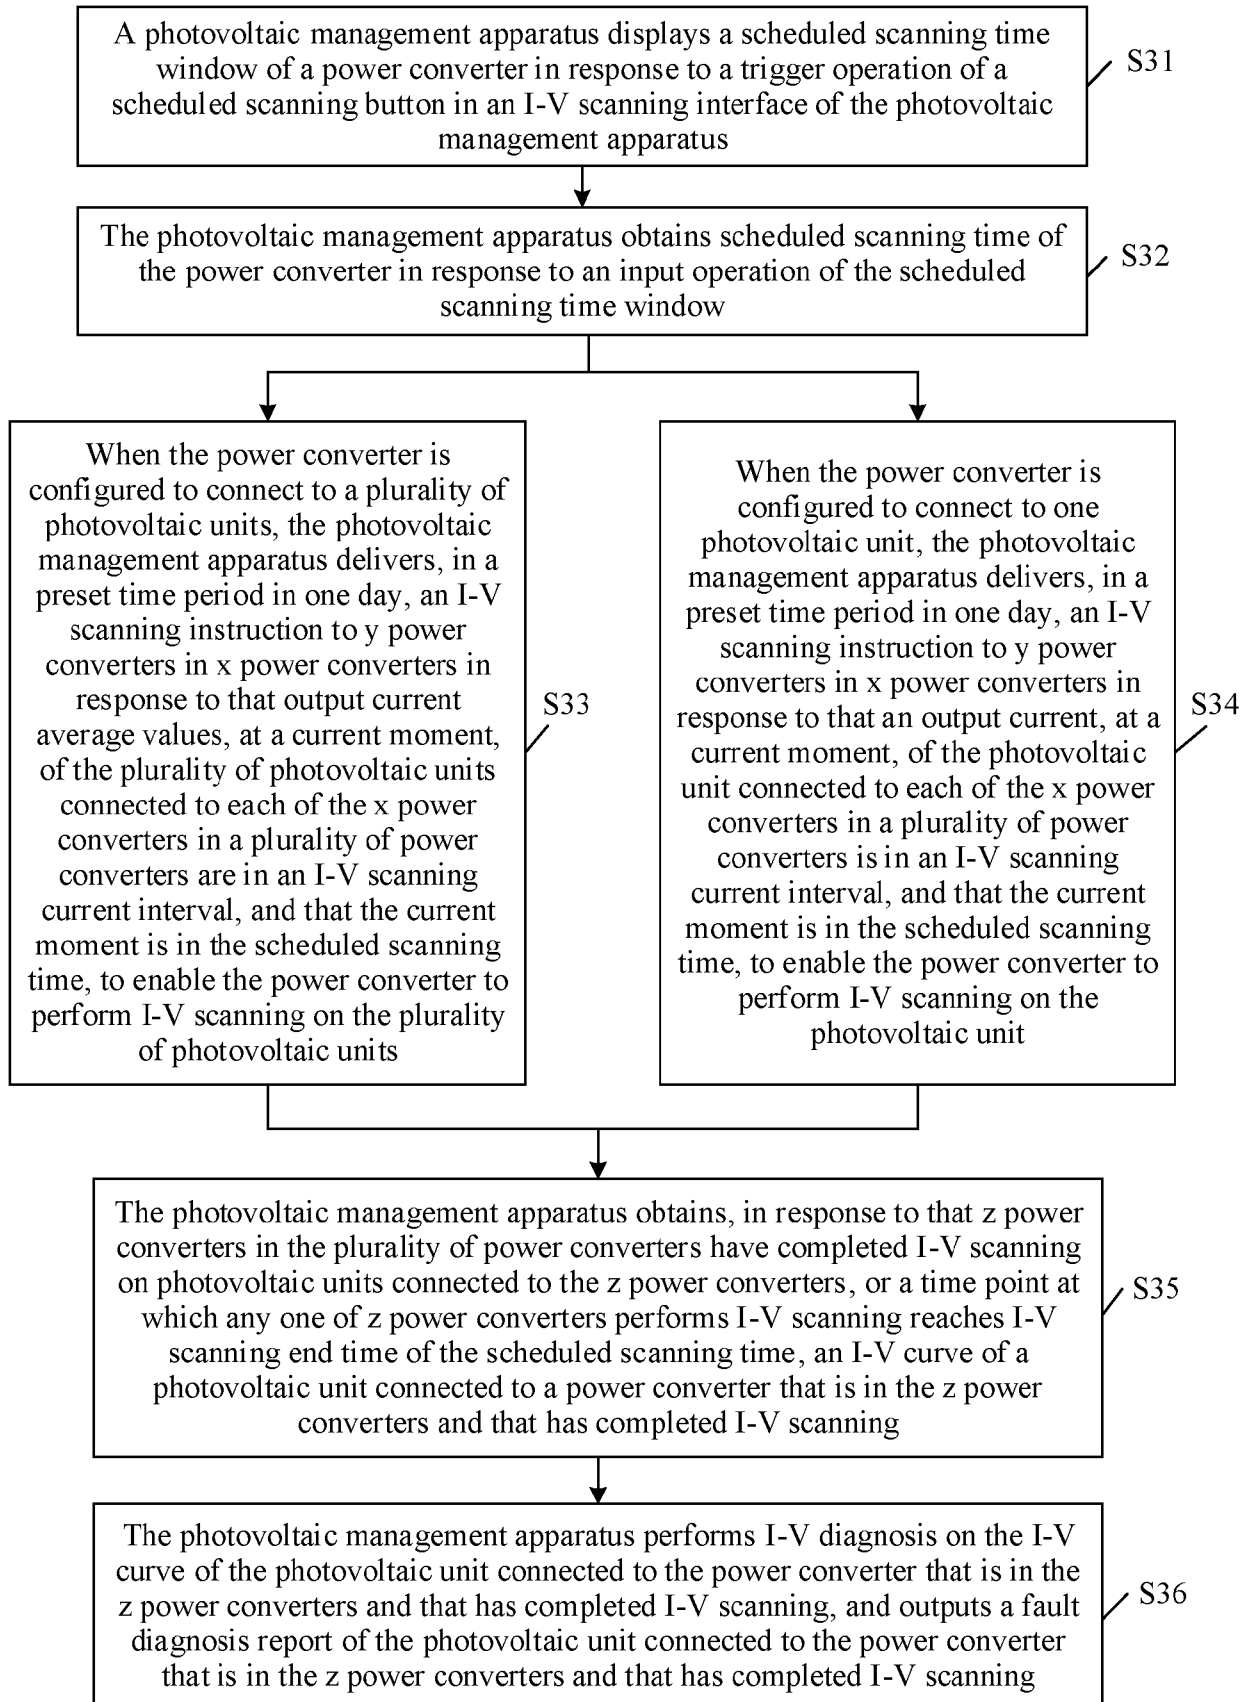 A photovoltaic management apparatus displays a scheduled scanning time
window of a power converter in response to a trigger operation of a
scheduled scanning button in an I-V scanning interface of the photovoltaic
management apparatus
S31
The photovoltaic management apparatus obtains scheduled scanning time of
the power converter in response to an input operation of the scheduled
scanning time window
S32
When the power converter is
configured to connect to a plurality of
photovoltaic units, the photovoltaic
management apparatus delivers, in a
preset time period in one day, an I-V
scanning instruction to y power
converters in x power converters in
response to that output current
average values, at a current moment,
of the plurality of photovoltaic units
connected to each of the x power
converters in a plurality of power
converters are in an I-V scanning
current interval, and that the current
moment is in the scheduled scanning
time, to enable the power converter to
perform I-V scanning on the plurality
of photovoltaic units
S33
When the power converter is
configured to connect to one
photovoltaic unit, the photovoltaic
management apparatus delivers, in a
preset time period in one day, an I-V
scanning instruction to y power
converters in x power converters in
response to that an output current, at a
current moment, of the photovoltaic
unit connected to each of the x power
converters in a plurality of power
converters is in an I-V scanning
current interval, and that the current
moment is in the scheduled scanning
time, to enable the power converter to
perform I-V scanning on the
photovoltaic unit
S34
The photovoltaic management apparatus obtains, in response to that z power
converters in the plurality of power converters have completed I-V scanning
on photovoltaic units connected to the z power converters, or a time point at
which any one of z power converters performs I-V scanning reaches I-V
scanning end time of the scheduled scanning time, an I-V curve of a
photovoltaic unit connected to a power converter that is in the z power
converters and that has completed I-V scanning
S35
The photovoltaic management apparatus performs I-V diagnosis on the I-V
curve of the photovoltaic unit connected to the power converter that is in the
z power converters and that has completed I-V scanning, and outputs a fault
diagnosis report of the photovoltaic unit connected to the power converter
that is in the z power converters and that has completed I-V scanning
S36